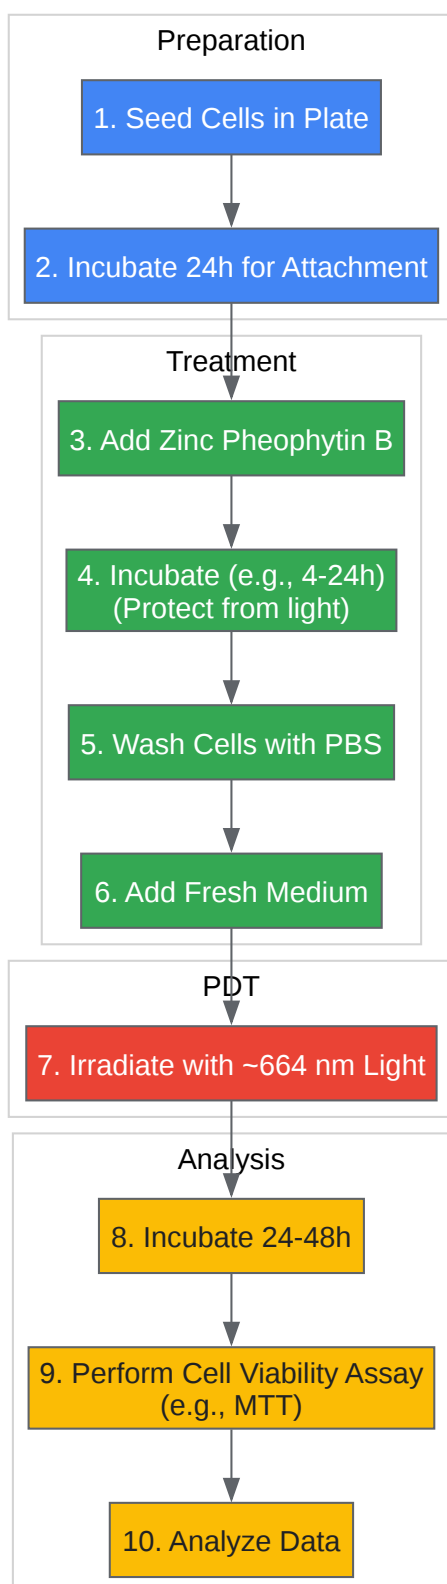 Preparation
1. Seed Cells in Plate
2. Incubate 24h for Attachment
Treatment
3. Add Zinc Pheophytin B
4. Incubate (e.g., 4-24h)
(Protect from light)
5. Wash Cells with PBS
6. Add Fresh Medium
PDT
7. Irradiate with ~664 nm Light
Analysis
8. Incubate 24-48h
9. Perform Cell Viability Assay
(e.g., MTT)
10. Analyze Data